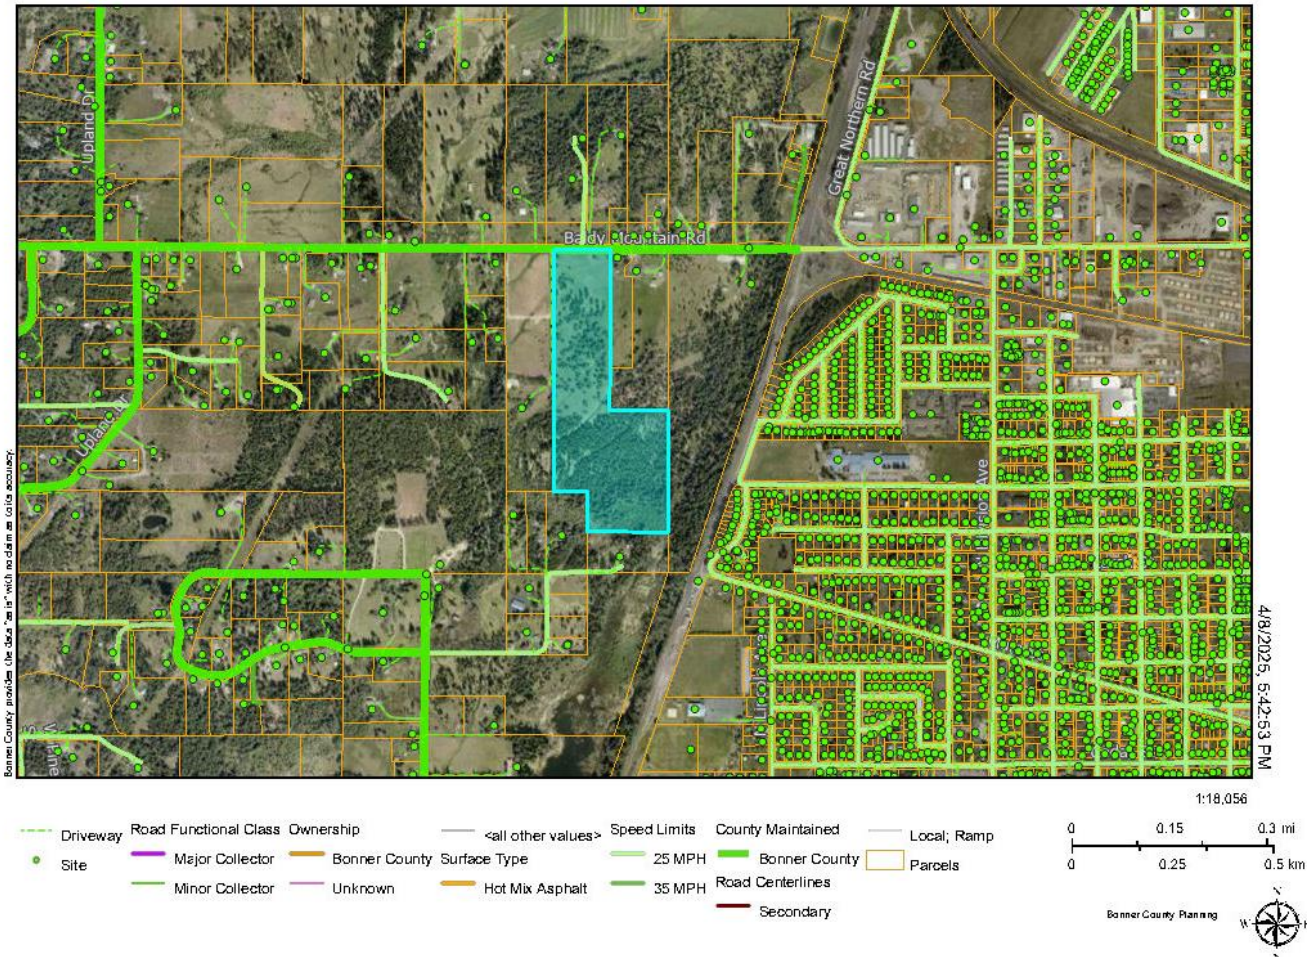 Upland Dr
Great Northern Rd
Baldy Mountain Rd
Upland Dr
Bonner County provides the data "as is" with no claim as to its accuracy.
4/8/2025, 5:42:53 PM
1:18,056
Driveway
Site
Road Functional Class
Major Collector
Minor Collector
Ownership
Bonner County
Unknown
<all other values>
Surface Type
Hot Mix Asphalt
Speed Limits
25 MPH
35 MPH
County Maintained
Bonner County
Road Centerlines
Secondary
Local; Ramp
Parcels
0 0.15 0.3 mi
0 0.25 0.5 km
Bonner County Planning
N
W